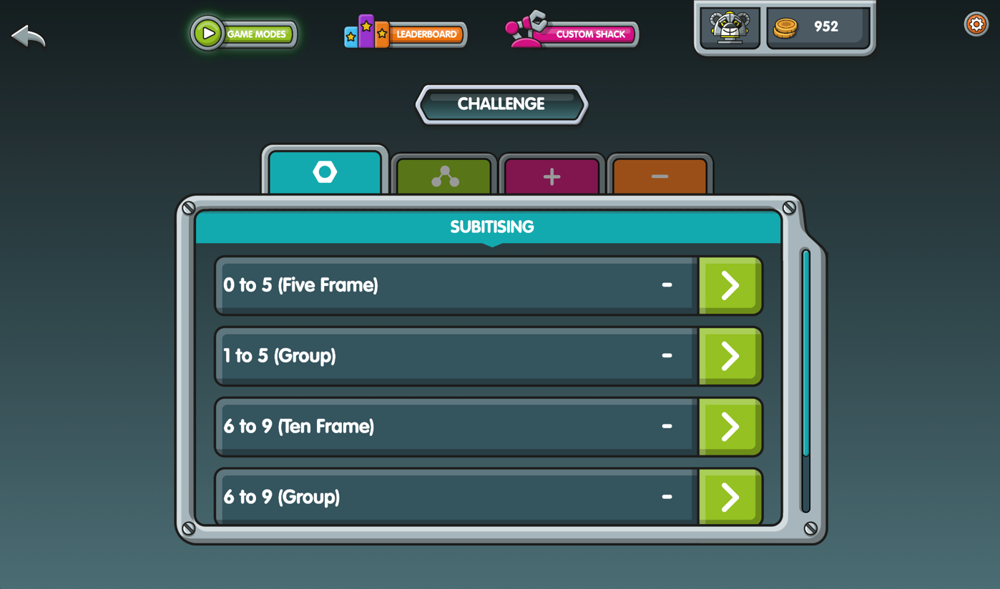 GAME MODES
LEADERBOARD
CUSTOM SHACK
952
CHALLENGE
SUBITISING
0 to 5 (Five Frame) -
1 to 5 (Group) -
6 to 9 (Ten Frame) -
6 to 9 (Group) -